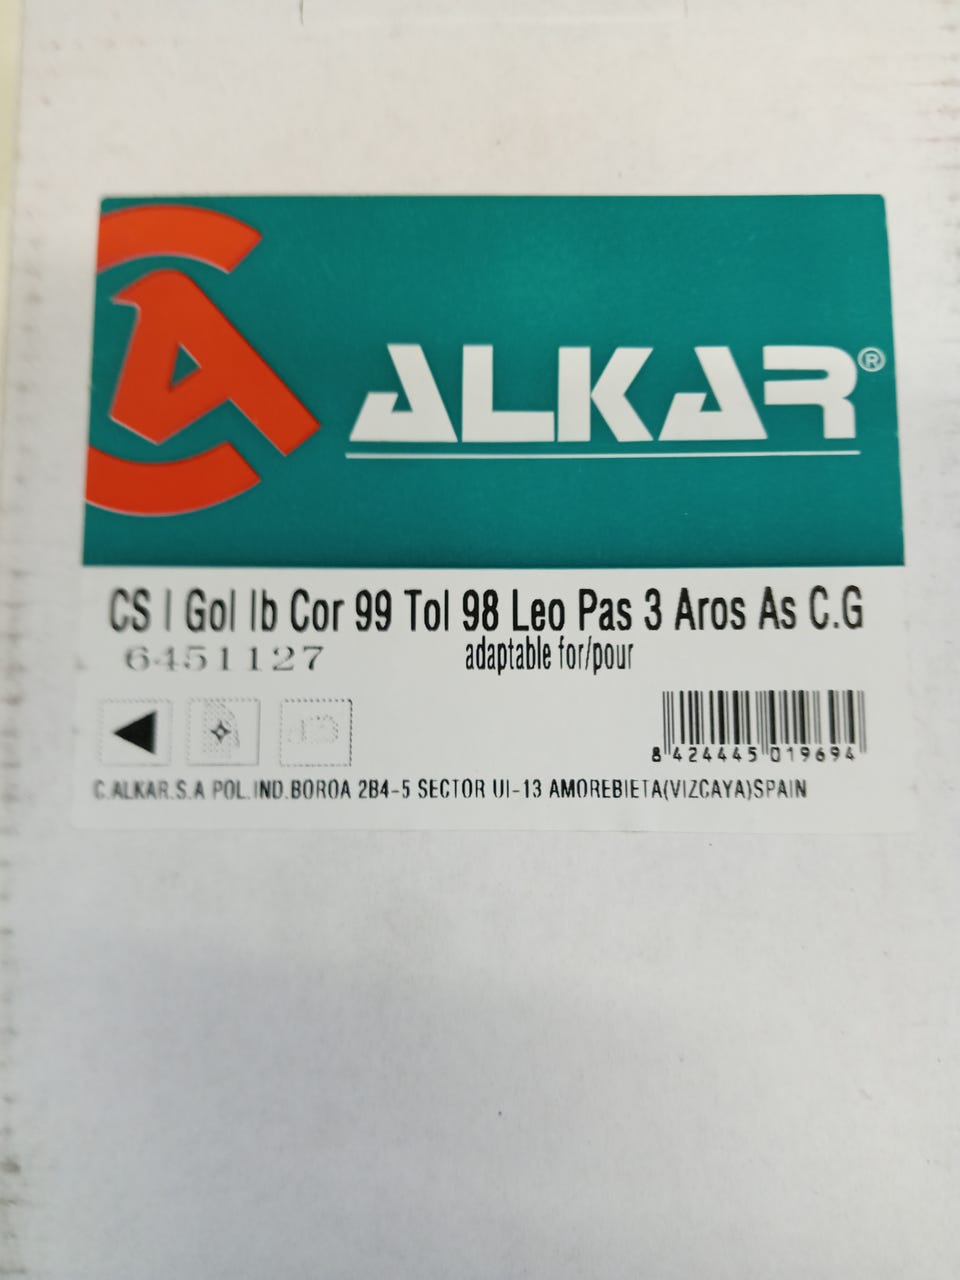 ALKAR®
CS I Gol Ib Cor 99 Tol 98 Leo Pas 3 Aros As C.G
6451127 adaptable for/pour
8 424445 019694
C.ALKAR.S.A POL.IND.BOROA 2B4-5 SECTOR UI-13 AMOREBIETA(VIZCAYA)SPAIN